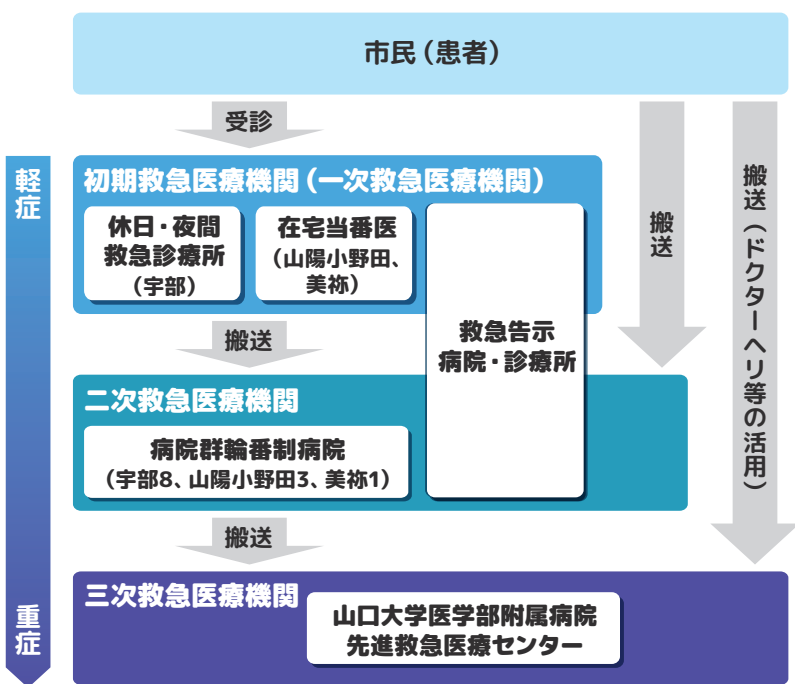 市民（患者）
受診
軽症
初期救急医療機関（一次救急医療機関）
休日・夜間
救急診療所
（宇部）
在宅当番医
（山陽小野田、
美祢）
救急告示
病院・診療所
搬送
搬送（ドクターヘリ等の活用）
搬送
二次救急医療機関
病院群輪番制病院
（宇部8、山陽小野田3、美祢1）
搬送
重症
三次救急医療機関
山口大学医学部附属病院
先進救急医療センター